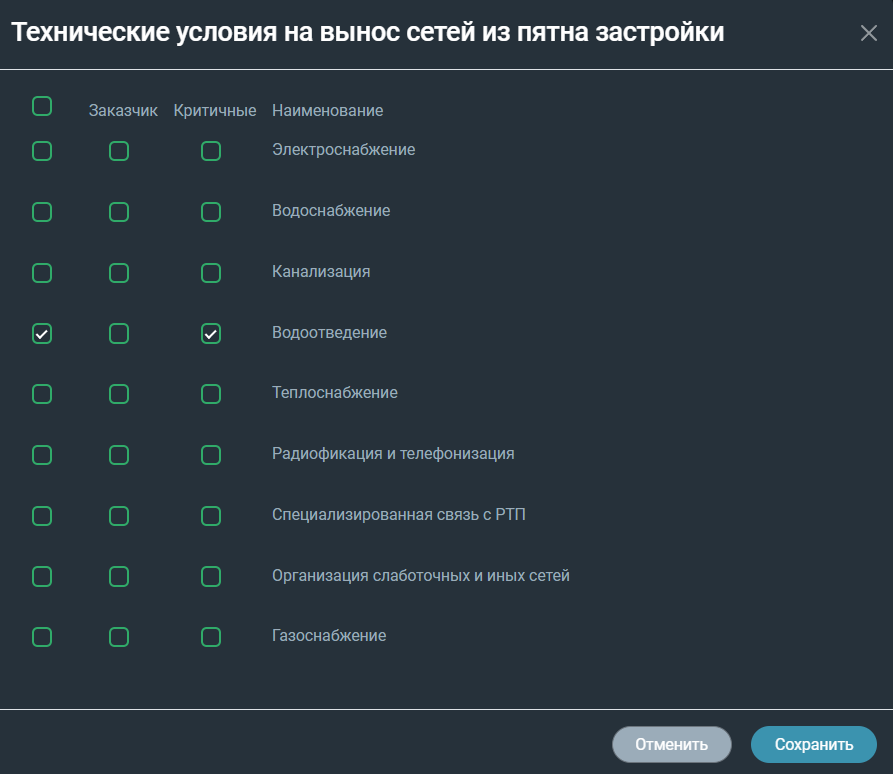 Технические условия на вынос сетей из пятна застройки
Заказчик Критичные Наименование
Электроснабжение
Водоснабжение
Канализация
Водоотведение
Теплоснабжение
Радиофикация и телефонизация
Специализированная связь с РТП
Организация слаботочных и иных сетей
Газоснабжение
Отменить Сохранить